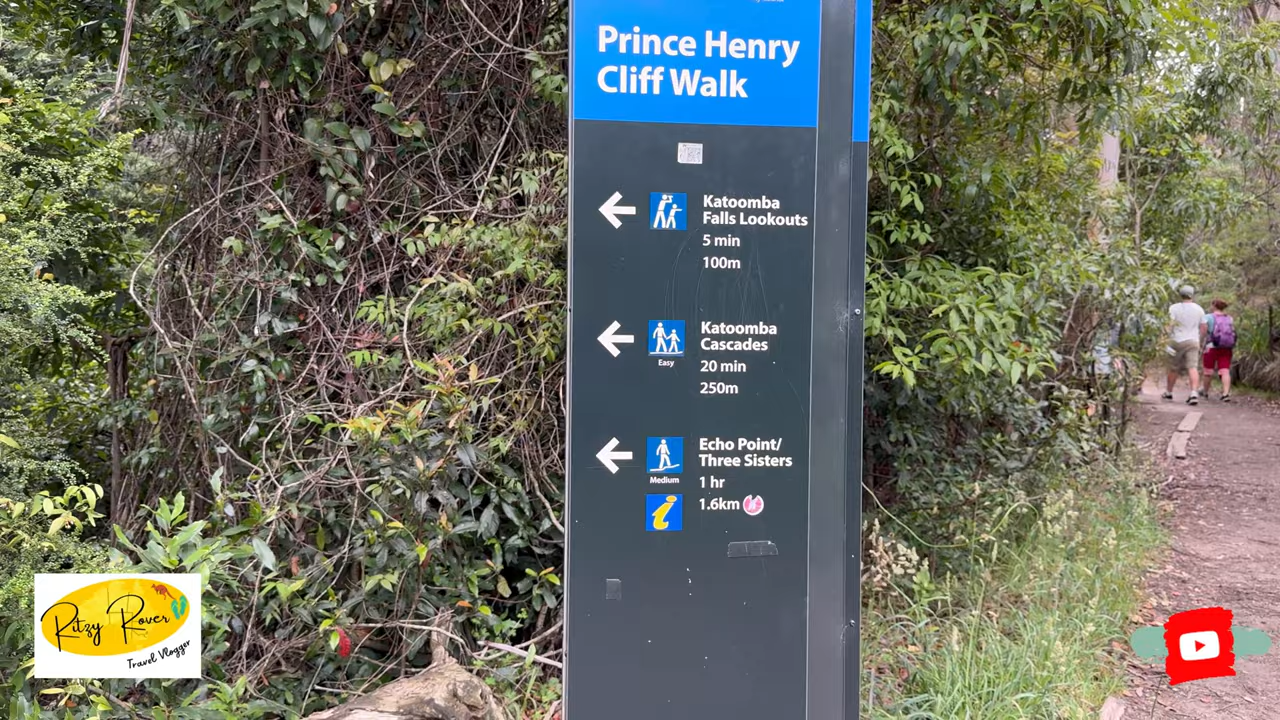 Prince Henry
Cliff Walk
Katoomba
Falls Lookouts
5 min
100m
Katoomba
Cascades
Easy
20 min
250m
Echo Point/
Three Sisters
Medium
1 hr
1.6km
i
Ritzy Rover
Travel Vlogger